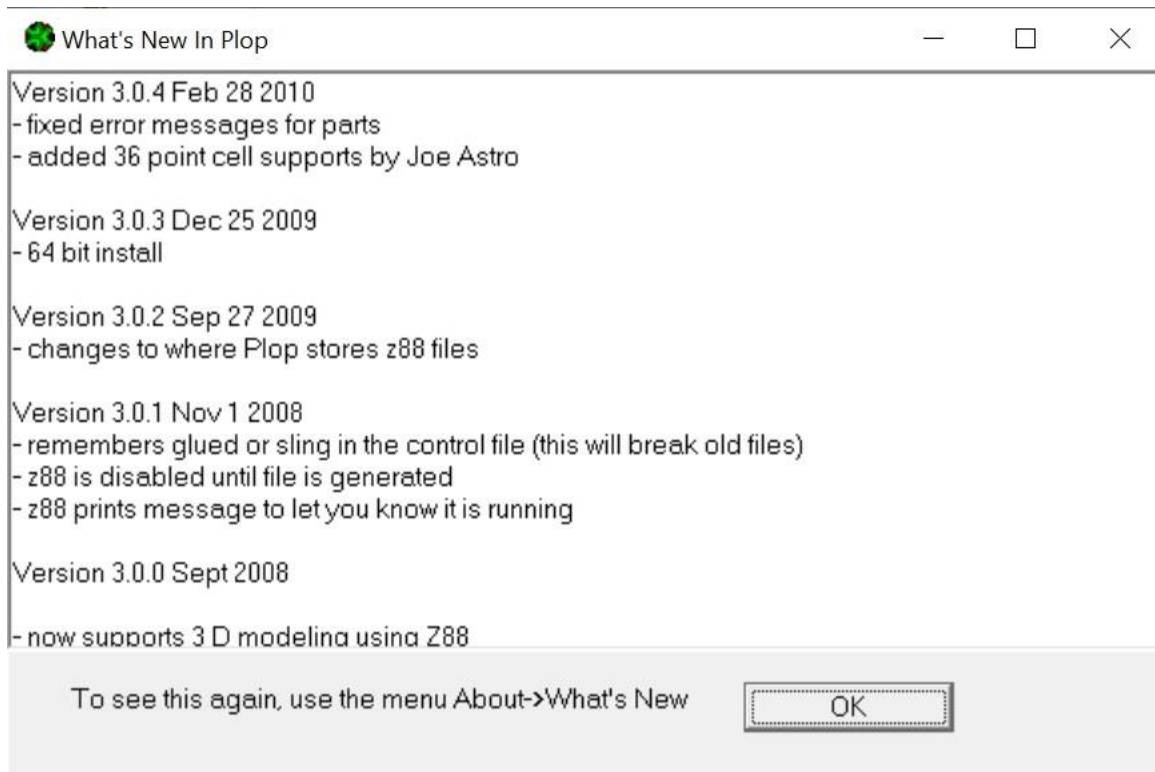 What's New In Plop
Version 3.0.4 Feb 28 2010
- fixed error messages for parts
- added 36 point cell supports by Joe Astro
Version 3.0.3 Dec 25 2009
- 64 bit install
Version 3.0.2 Sep 27 2009
- changes to where Plop stores z88 files
Version 3.0.1 Nov 1 2008
- remembers glued or sling in the control file (this will break old files)
- z88 is disabled until file is generated
- z88 prints message to let you know it is running
Version 3.0.0 Sept 2008
- now supports 3 D modeling using Z88
To see this again, use the menu About->What's New
OK